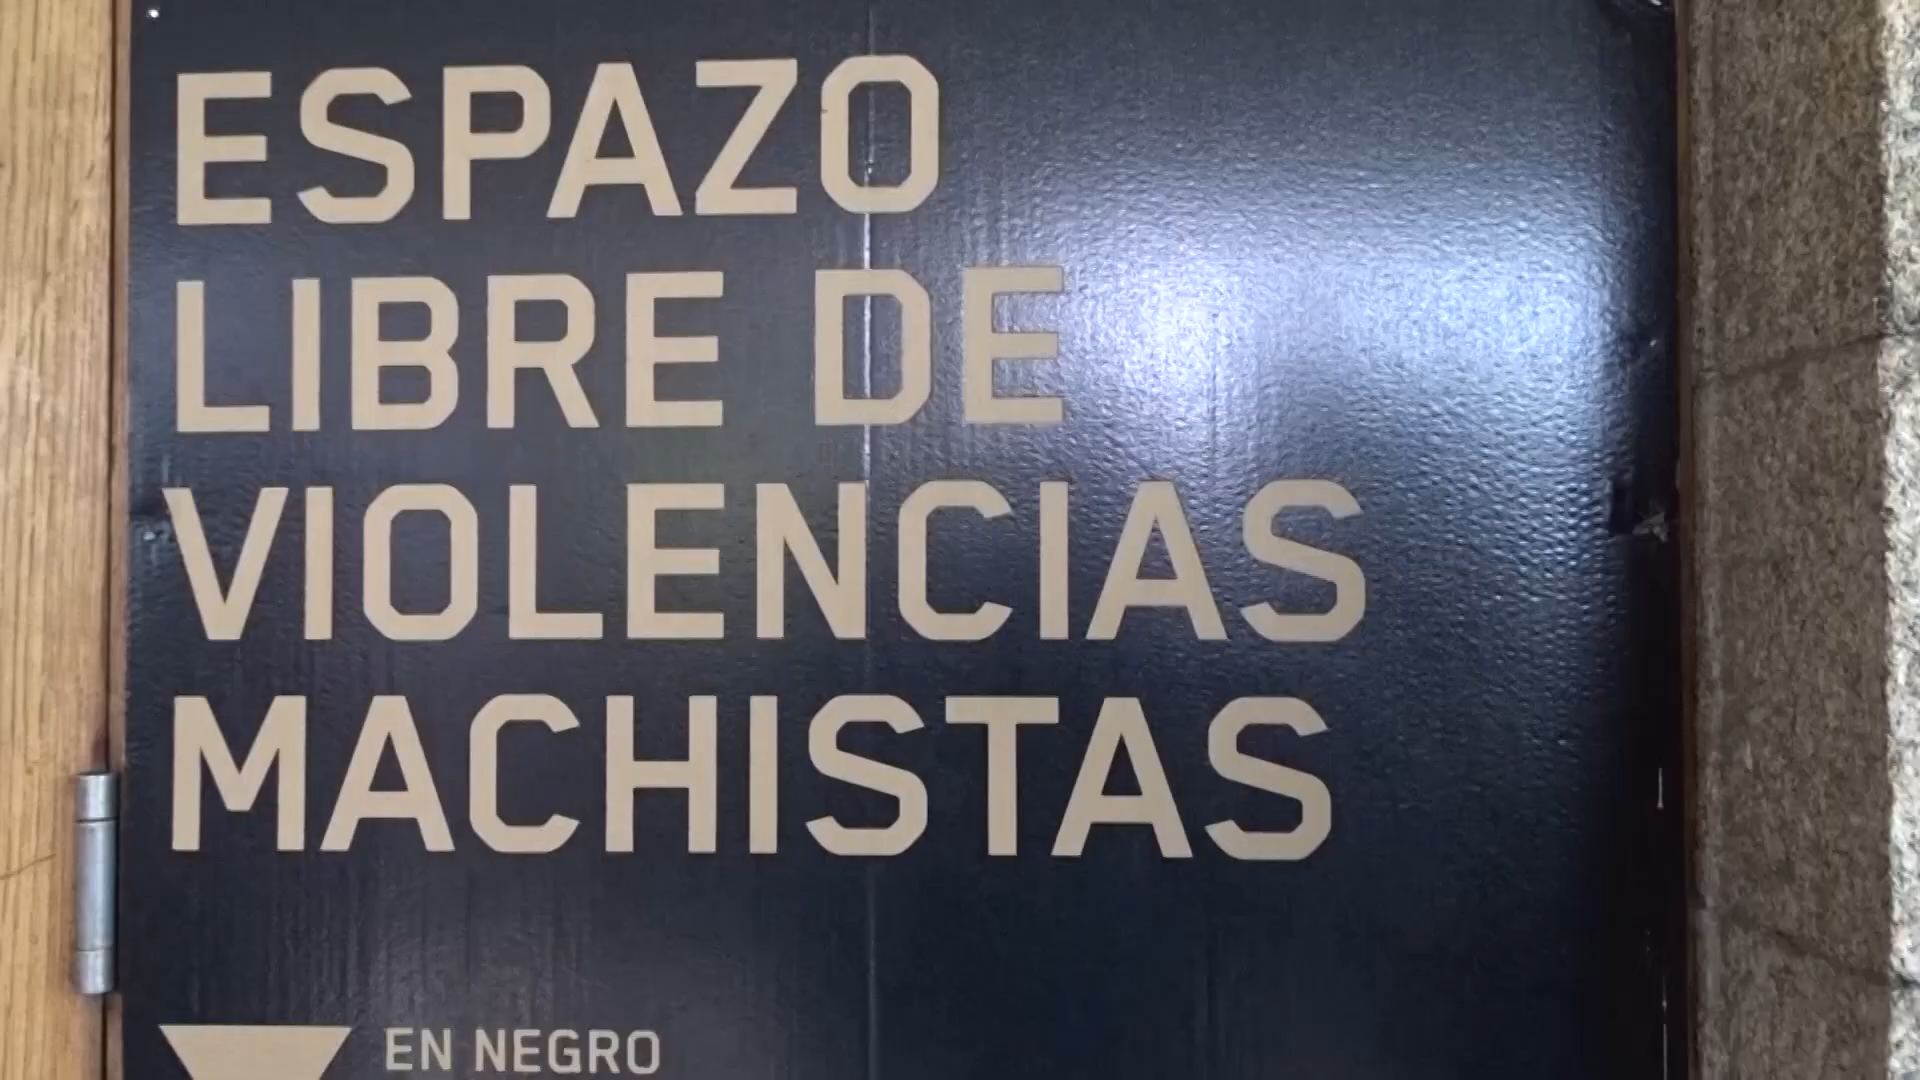 ESPAZO
LIBRE DE
VIOLENCIAS
MACHISTAS
EN NEGRO